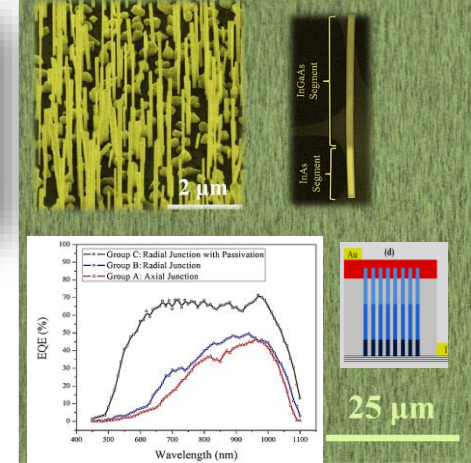 2 μm
InGaAs
Segment
InAs
Segment
100
90
80
70
60
50
40
30
20
10
0
EQE (%)
Group C: Radial Junction with Passivation
Group B: Radial Junction
Group A: Axial Junction
400 500 600 700 800 900 1000 1100
Wavelength (nm)
Au
(d)
T
25 μm